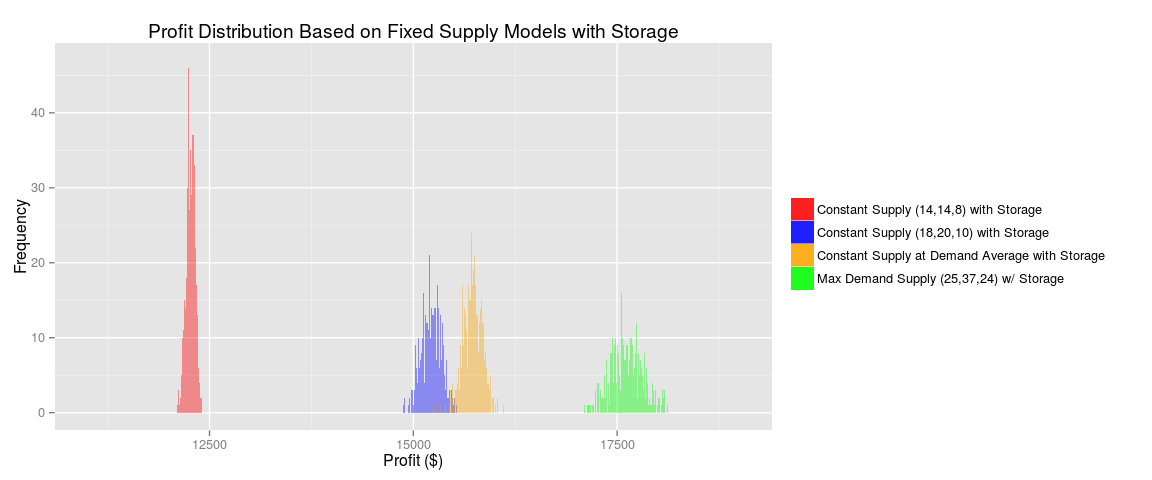 Profit Distribution Based on Fixed Supply Models with Storage
Frequency
40
30
20
10
0
12500
15000
17500
Profit ($)
Constant Supply (14,14,8) with Storage
Constant Supply (18,20,10) with Storage
Constant Supply at Demand Average with Storage
Max Demand Supply (25,37,24) w/ Storage